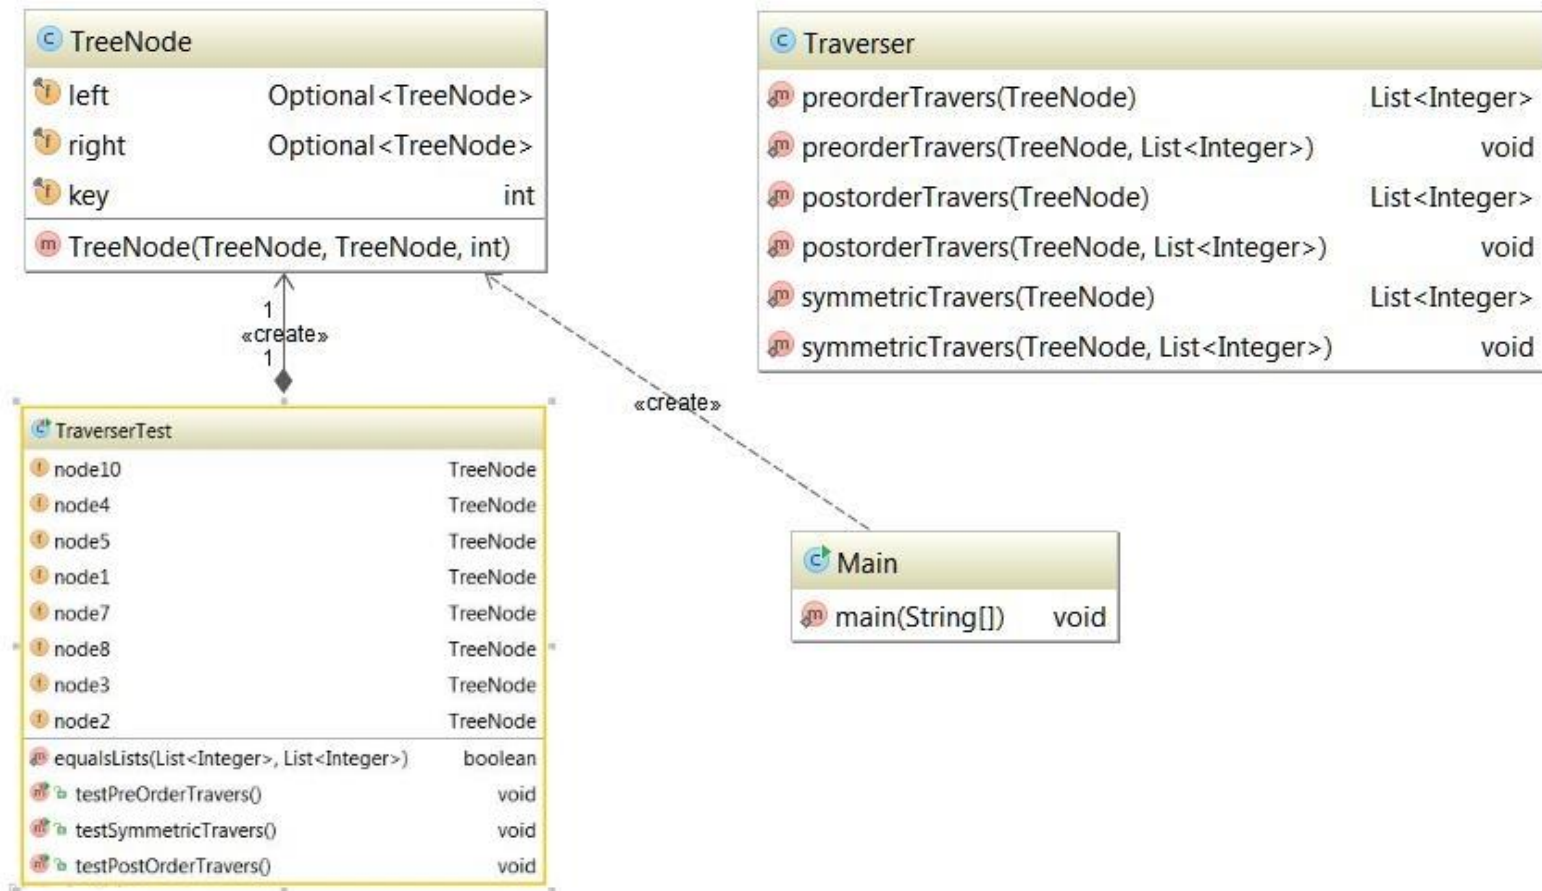 TreeNode
left Optional<TreeNode>
right Optional<TreeNode>
key int
TreeNode(TreeNode, TreeNode, int)
Traverser
preorderTravers(TreeNode) List<Integer>
preorderTravers(TreeNode, List<Integer>) void
postorderTravers(TreeNode) List<Integer>
postorderTravers(TreeNode, List<Integer>) void
symmetricTravers(TreeNode) List<Integer>
symmetricTravers(TreeNode, List<Integer>) void
1
«create»
1
«create»
TraverserTest
node10 TreeNode
node4 TreeNode
node5 TreeNode
node1 TreeNode
node7 TreeNode
node8 TreeNode
node3 TreeNode
node2 TreeNode
equalsLists(List<Integer>, List<Integer>) boolean
testPreOrderTravers() void
testSymmetricTravers() void
testPostOrderTravers() void
Main
main(String[]) void